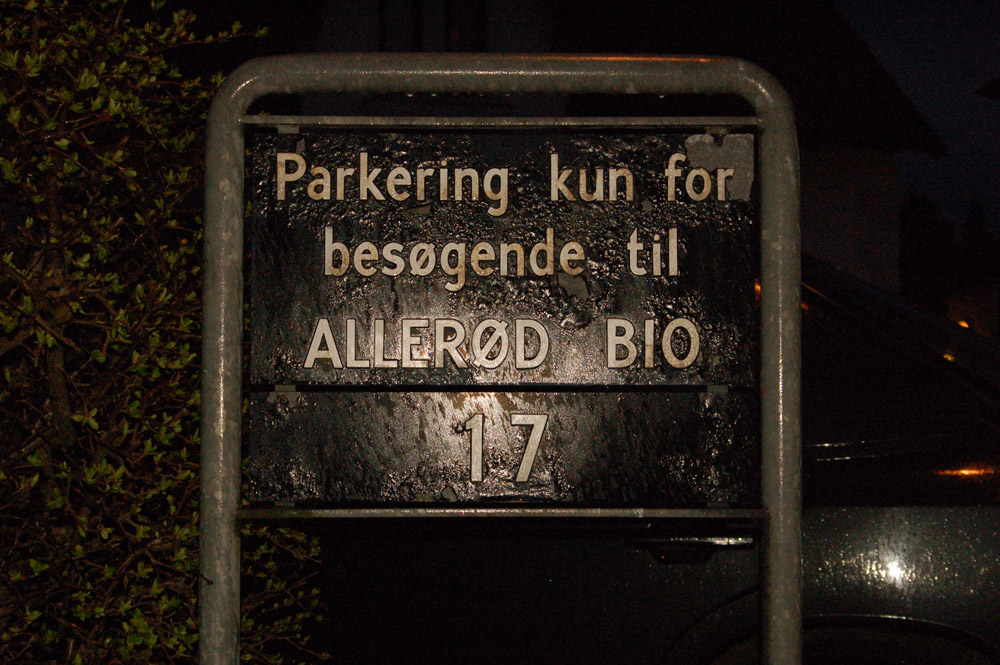 Parkering kun for
besøgende til
ALLERØD BIO
17